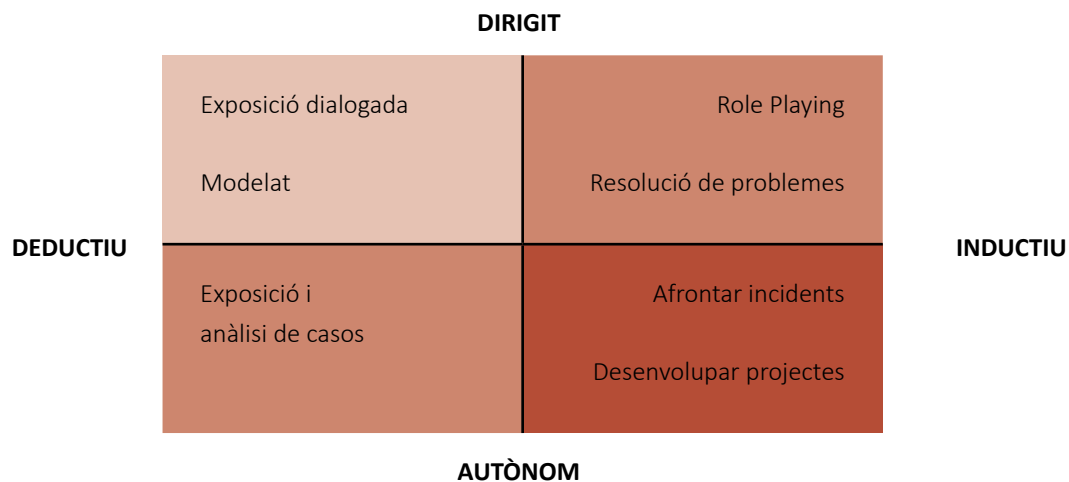 DIRIGIT
Exposició dialogada
Role Playing
Modelat
Resolució de problemes
DEDUCTIU
INDUCTIU
Exposició i
anàlisi de casos
Afrontar incidents
Desenvolupar projectes
AUTÒNOM